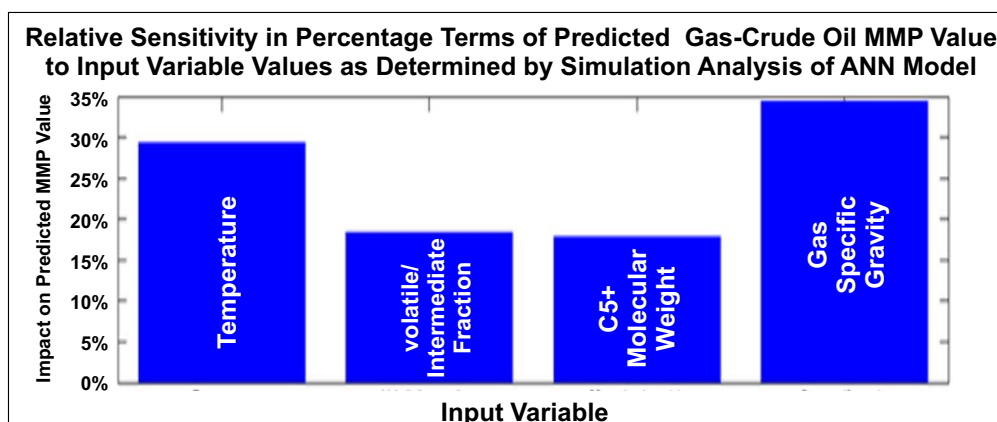 Relative Sensitivity in Percentage Terms of Predicted Gas-Crude Oil MMP Value
to Input Variable Values as Determined by Simulation Analysis of ANN Model
Impact on Predicted MMP Value
35%
30%
25%
20%
15%
10%
5%
0%
Temperature
volatile/
Intermediate
Fraction
C5+
Molecular
Weight
Gas
Specific
Gravity
Input Variable